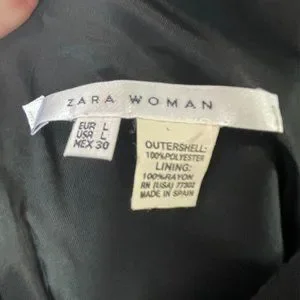 ZARA WOMAN
EUR L
USA L
MEX 30
OUTERSHELL:
100%POLYESTER
LINING:
100%RAYON
RN (USA) 77302
MADE IN SPAIN